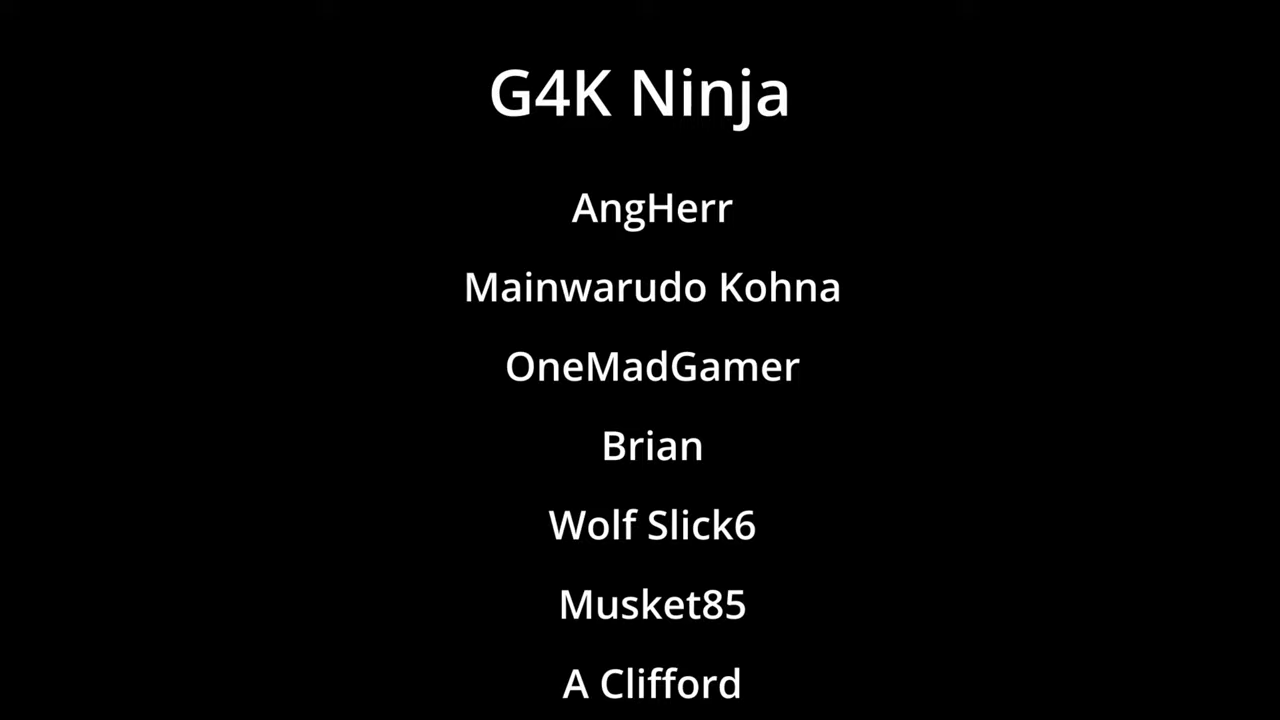 G4K Ninja
AngHerr
Mainwarudo Kohna
OneMadGamer
Brian
Wolf Slick6
Musket85
A Clifford